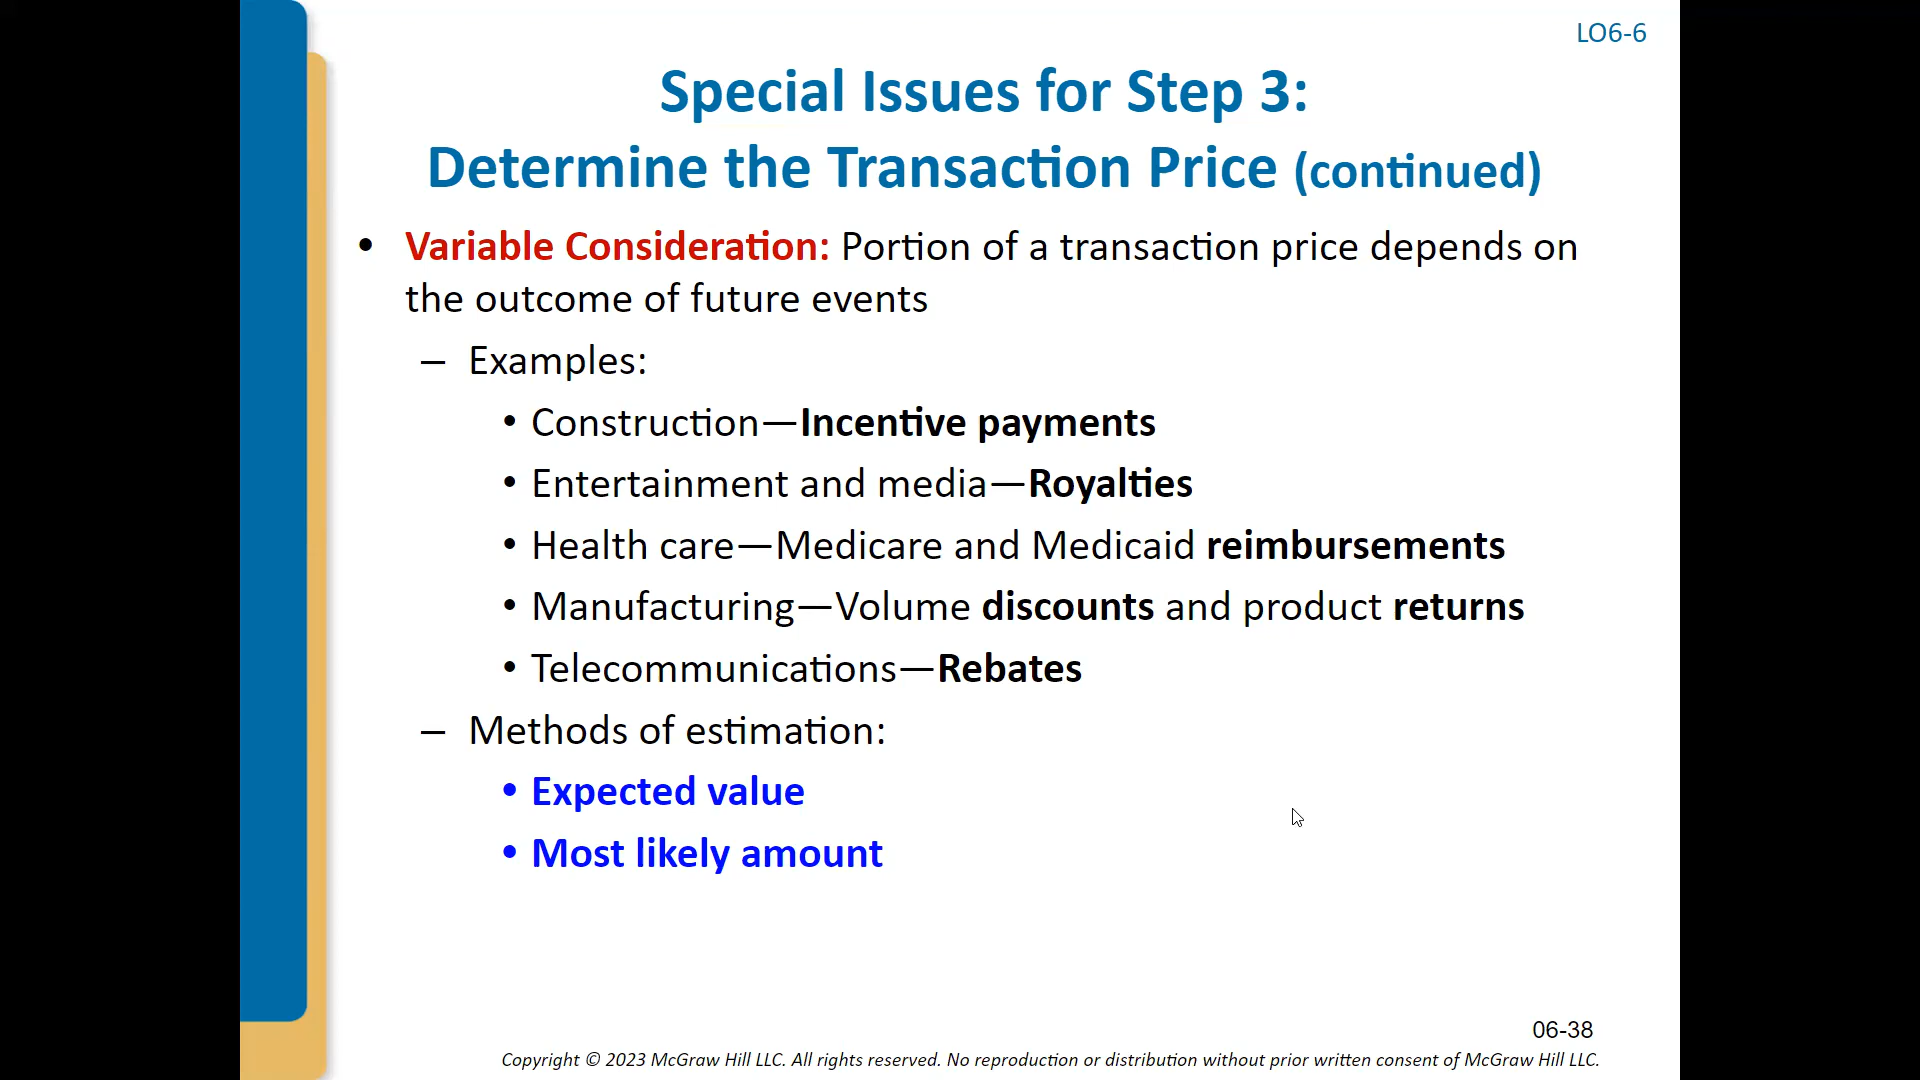 LO6-6
Special Issues for Step 3:
Determine the Transaction Price (continued)
• Variable Consideration: Portion of a transaction price depends on
the outcome of future events
– Examples:
• Construction—Incentive payments
• Entertainment and media—Royalties
• Health care—Medicare and Medicaid reimbursements
• Manufacturing—Volume discounts and product returns
• Telecommunications—Rebates
– Methods of estimation:
• Expected value
• Most likely amount
06-38
Copyright © 2023 McGraw Hill LLC. All rights reserved. No reproduction or distribution without prior written consent of McGraw Hill LLC.